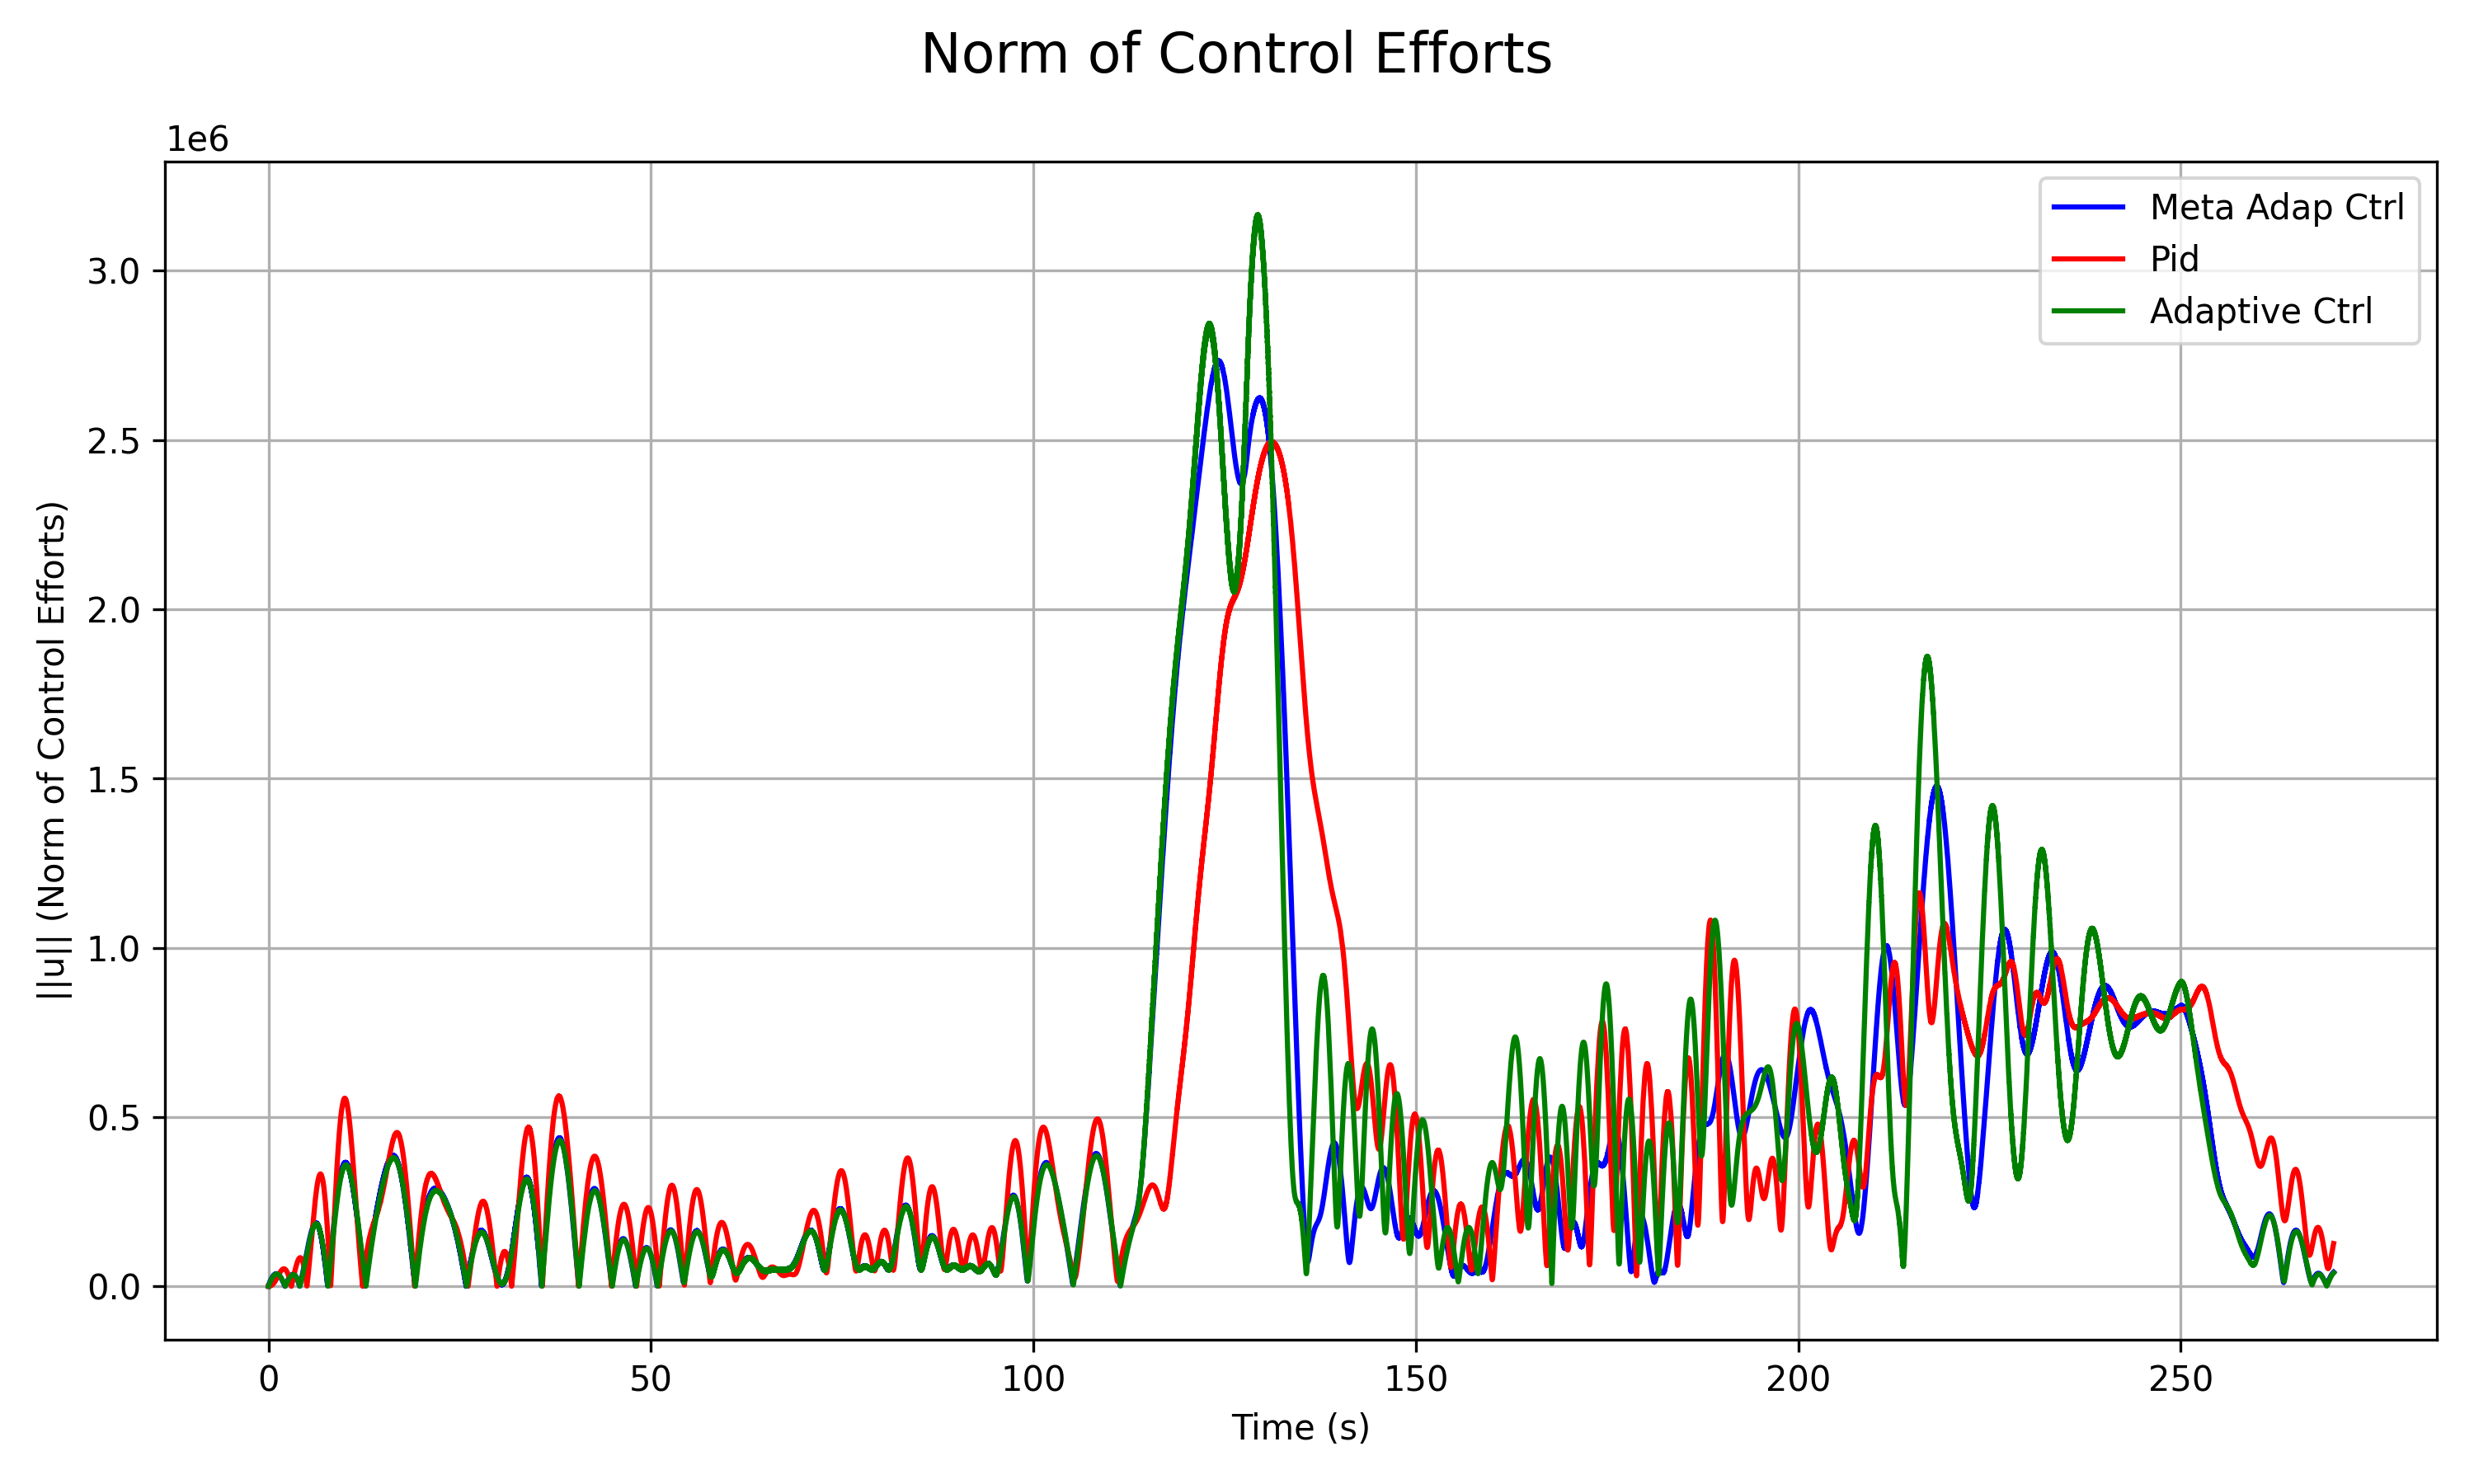 Norm of Control Efforts
1e6
Meta Adap Ctrl
Pid
Adaptive Ctrl
||u|| (Norm of Control Efforts)
3.0
2.5
2.0
1.5
1.0
0.5
0.0
0 50 100 150 200 250
Time (s)